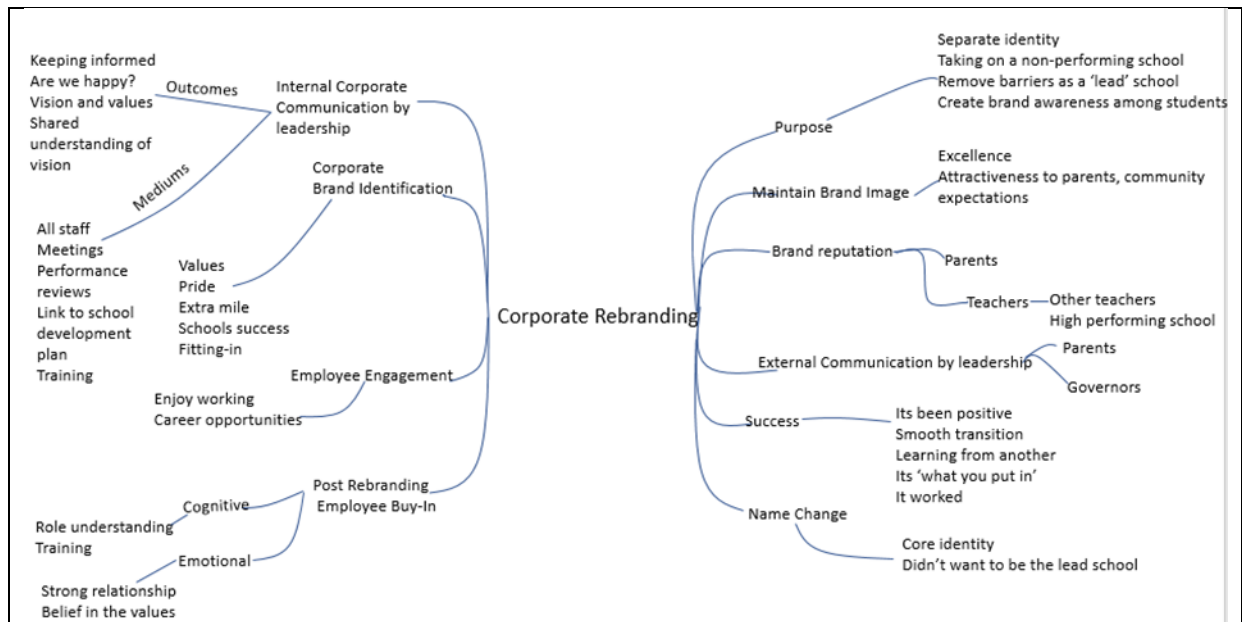 Keeping informed
Are we happy?
Vision and values
Shared
understanding of
vision
Outcomes
Internal Corporate
Communication by
leadership
Mediums
All staff
Meetings
Performance
reviews
Link to school
development
plan
Training
Corporate
Brand Identification
Values
Pride
Extra mile
Schools success
Fitting-in
Employee Engagement
Enjoy working
Career opportunities
Post Rebranding
Employee Buy-In
Cognitive
Role understanding
Training
Emotional
Strong relationship
Belief in the values
Corporate Rebranding
Purpose
Separate identity
Taking on a non-performing school
Remove barriers as a ‘lead’ school
Create brand awareness among students
Maintain Brand Image
Excellence
Attractiveness to parents, community
expectations
Brand reputation
Parents
Teachers
Other teachers
High performing school
External Communication by leadership
Parents
Governors
Success
Its been positive
Smooth transition
Learning from another
Its ‘what you put in’
It worked
Name Change
Core identity
Didn’t want to be the lead school